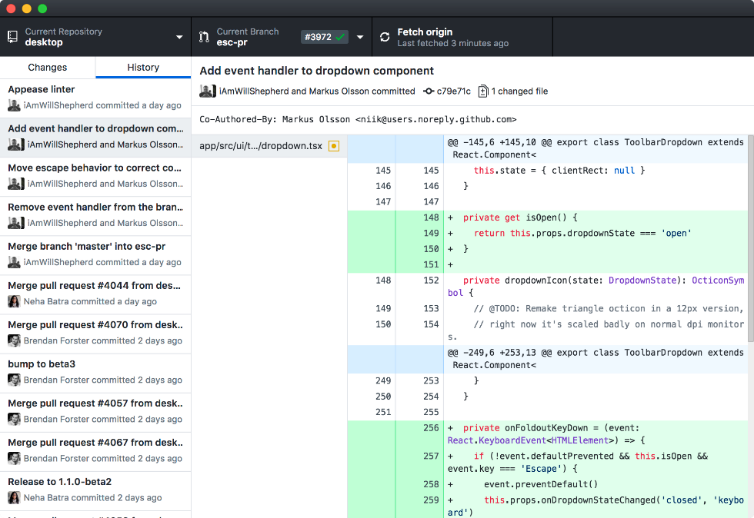 Current Repository
desktop
Current Branch
esc-pr
#3972
Fetch origin
Last fetched 3 minutes ago
Changes
History
Appease linter
iAmWillShepherd committed a day ago
Add event handler to dropdown com...
iAmWillShepherd and Markus Olsson...
Move escape behavior to correct co...
iAmWillShepherd and Markus Olsson...
Remove event handler from the bran...
iAmWillShepherd and Markus Olsson...
Merge branch 'master' into esc-pr
iAmWillShepherd committed a day ago
Merge pull request #4044 from des...
Neha Batra committed a day ago
Merge pull request #4070 from desk...
Brendan Forster committed 2 days ago
bump to beta3
Brendan Forster committed 2 days ago
Merge pull request #4057 from desk...
Brendan Forster committed 2 days ago
Merge pull request #4067 from desk...
Brendan Forster committed 2 days ago
Release to 1.1.0-beta2
Neha Batra committed 2 days ago
Add event handler to dropdown component
iAmWillShepherd and Markus Olsson committed c79e71c 1 changed file
Co-Authored-By: Markus Olsson <niik@users.noreply.github.com>
app/src/ui/t.../dropdown.tsx
@@ -145,6 +145,10 @@ export class ToolbarDropdown extends
React.Component<
145 145 this.state = { clientRect: null }
146 146 }
147 147
148 + private get isOpen() {
149 + return this.props.dropdownState === 'open'
150 + }
151 +
148 152 private dropdownIcon(state: DropdownState): OcticonSym
bol {
149 153 // @TODO: Remake triangle octicon in a 12px version,
150 154 // right now it's scaled badly on normal dpi monitor
s.
@@ -249,6 +253,13 @@ export class ToolbarDropdown extends
React.Component<
249 253 }
250 254 }
251 255
256 + private onFoldoutKeyDown = (event:
React.KeyboardEvent<HTMLElement>) => {
257 + if (!event.defaultPrevented && this.isOpen &&
event.key === 'Escape') {
258 + event.preventDefault()
259 + this.props.onDropdownStateChanged('closed', 'keybo
ard')